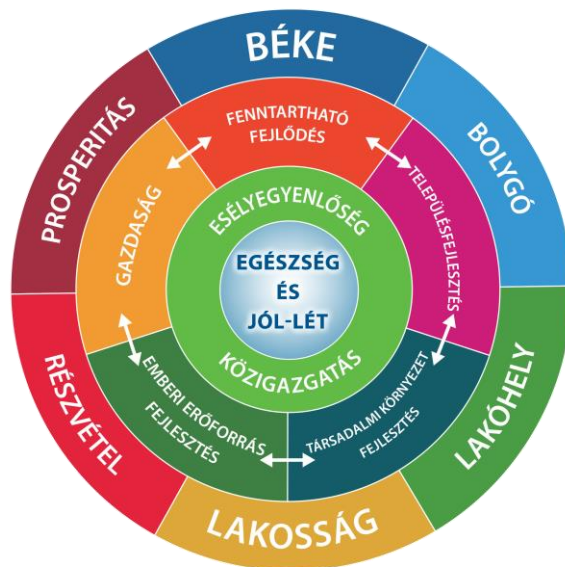 BÉKE
BOLYGÓ
LAKÓHELY
LAKOSSÁG
RÉSZVÉTEL
PROSPERITÁS
FENNTARTHATÓ
FEJLŐDÉS
TELEPÜLÉSFEJLESZTÉS
TÁRSADALMI KÖRNYEZET
FEJLESZTÉS
EMBERI ERŐFORRÁS
FEJLESZTÉS
GAZDASÁG
ESÉLYEGYENLŐSÉG
EGÉSZSÉG
ÉS
JÓL-LÉT
KÖZIGAZGATÁS